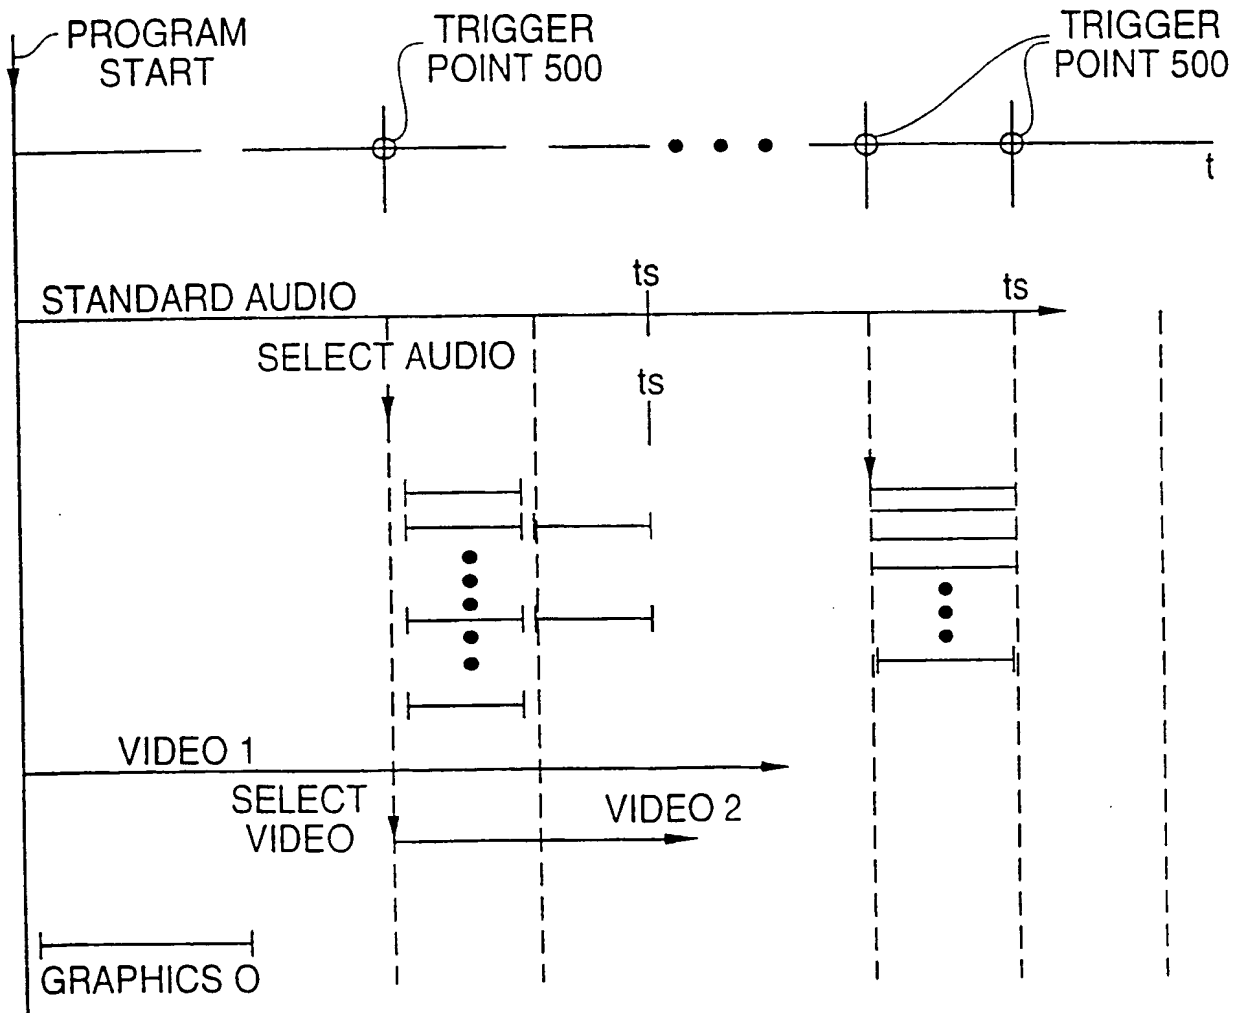 PROGRAM
START
TRIGGER
POINT 500
TRIGGER
POINT 500
t
STANDARD AUDIO
ts
ts
SELECT AUDIO
ts
VIDEO 1
SELECT
VIDEO
VIDEO 2
GRAPHICS O